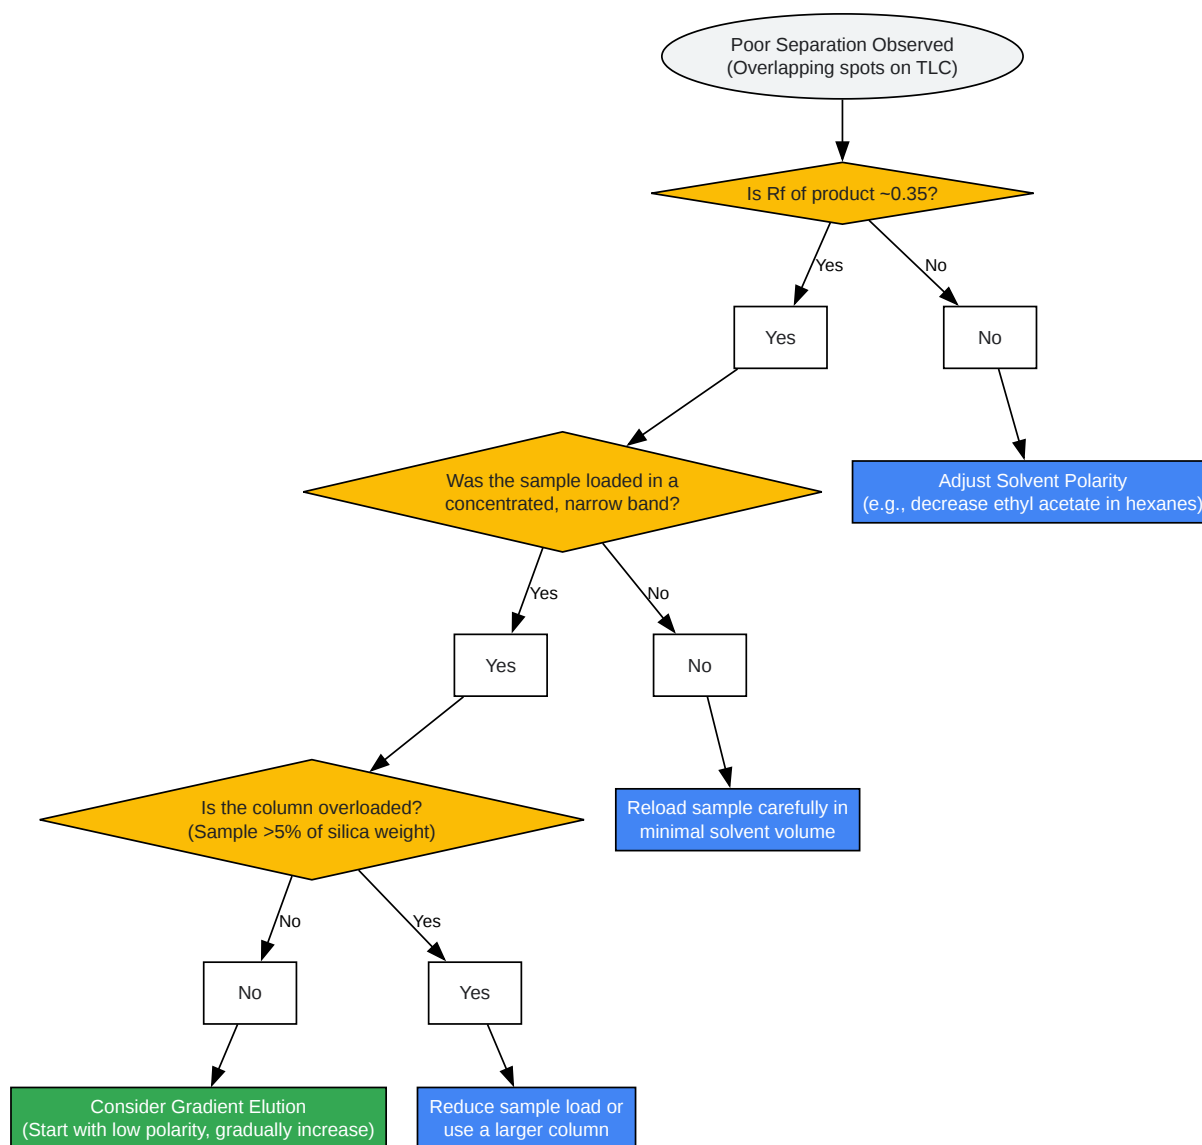 Poor Separation Observed
(Overlapping spots on TLC)
Is Rf of product ~0.35?
Yes
No
Yes
No
Was the sample loaded in a
concentrated, narrow band?
Adjust Solvent Polarity
(e.g., decrease ethyl acetate in hexanes)
Yes
No
Yes
No
Is the column overloaded?
(Sample >5% of silica weight)
Reload sample carefully in
minimal solvent volume
No
Yes
No
Yes
Consider Gradient Elution
(Start with low polarity, gradually increase)
Reduce sample load or
use a larger column